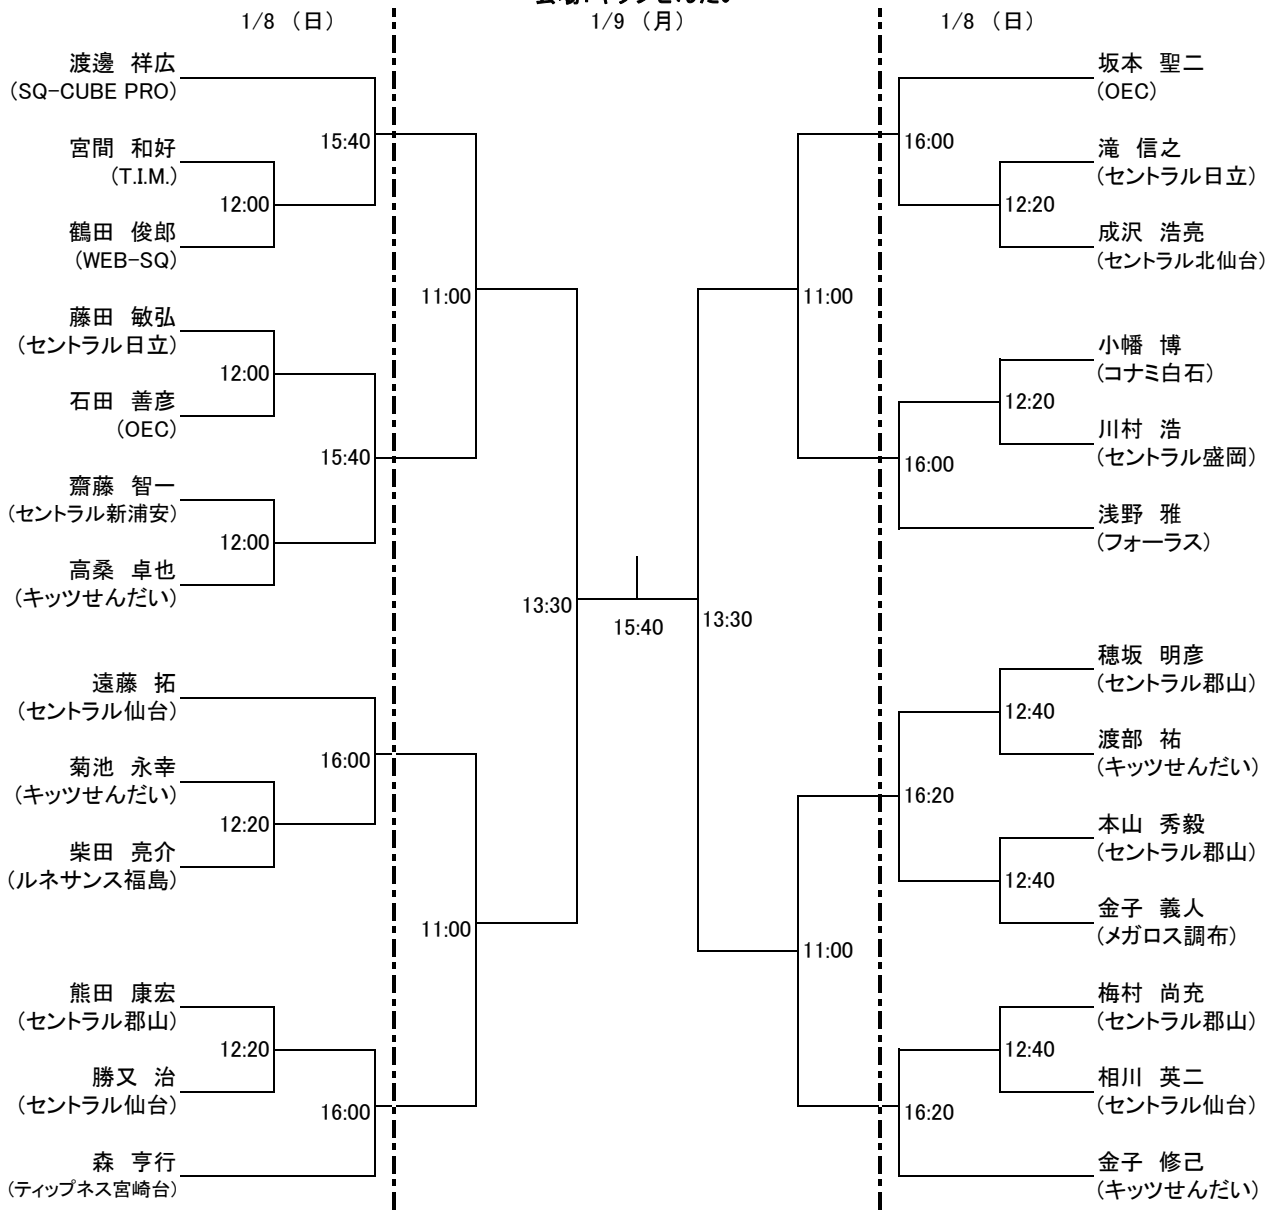 1/8 （日）
1/9 （月）
1/8 （日）
渡邊 祥広
(SQ-CUBE PRO)
15:40
宮間 和好
(T.I.M.)
12:00
鶴田 俊郎
(WEB-SQ)
11:00
藤田 敏弘
(セントラル日立)
12:00
石田 善彦
(OEC)
15:40
齋藤 智一
(セントラル新浦安)
12:00
高桑 卓也
(キッツせんだい)
13:30
遠藤 拓
(セントラル仙台)
16:00
菊池 永幸
(キッツせんだい)
12:20
柴田 亮介
(ルネサンス福島)
11:00
熊田 康宏
(セントラル郡山)
12:20
勝又 治
(セントラル仙台)
16:00
森 亨行
(ティップネス宮崎台)
15:40
坂本 聖二
(OEC)
16:00
滝 信之
(セントラル日立)
12:20
成沢 浩亮
(セントラル北仙台)
11:00
小幡 博
(コナミ白石)
12:20
川村 浩
(セントラル盛岡)
16:00
浅野 雅
(フォーラス)
13:30
穂坂 明彦
(セントラル郡山)
12:40
渡部 祐
(キッツせんだい)
16:20
本山 秀毅
(セントラル郡山)
12:40
金子 義人
(メガロス調布)
11:00
梅村 尚充
(セントラル郡山)
12:40
相川 英二
(セントラル仙台)
16:20
金子 修己
(キッツせんだい)